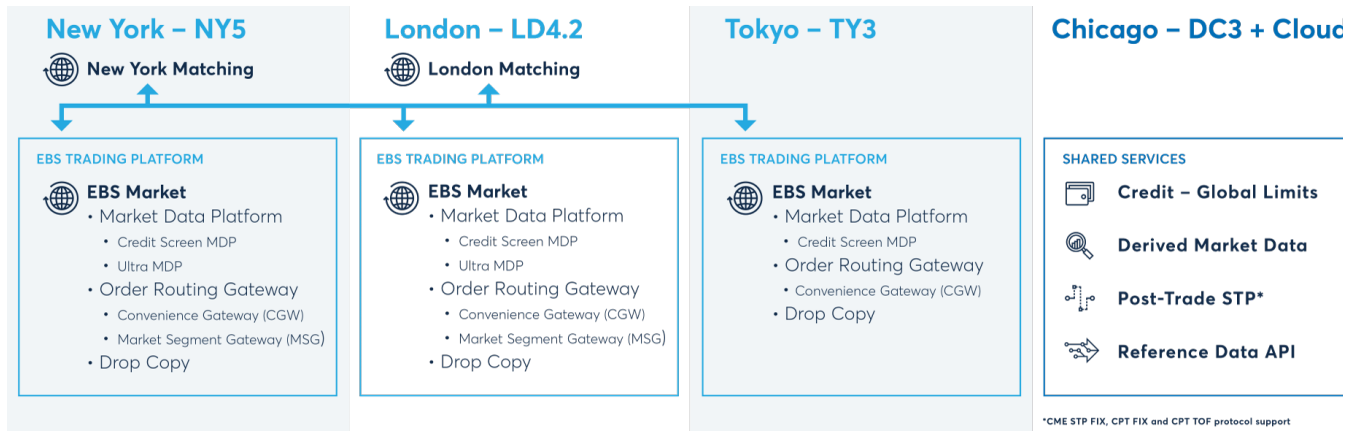 New York – NY5
New York Matching
EBS TRADING PLATFORM
EBS Market
• Market Data Platform
• Credit Screen MDP
• Ultra MDP
• Order Routing Gateway
• Convenience Gateway (CGW)
• Market Segment Gateway (MSG)
• Drop Copy
London – LD4.2
London Matching
EBS TRADING PLATFORM
EBS Market
• Market Data Platform
• Credit Screen MDP
• Ultra MDP
• Order Routing Gateway
• Convenience Gateway (CGW)
• Market Segment Gateway (MSG)
• Drop Copy
Tokyo – TY3
EBS TRADING PLATFORM
EBS Market
• Market Data Platform
• Credit Screen MDP
• Order Routing Gateway
• Convenience Gateway (CGW)
• Drop Copy
Chicago – DC3 + Cloud
SHARED SERVICES
Credit – Global Limits
Derived Market Data
Post-Trade STP*
Reference Data API
*CME STP FIX, CPT FIX and CPT TOF protocol support